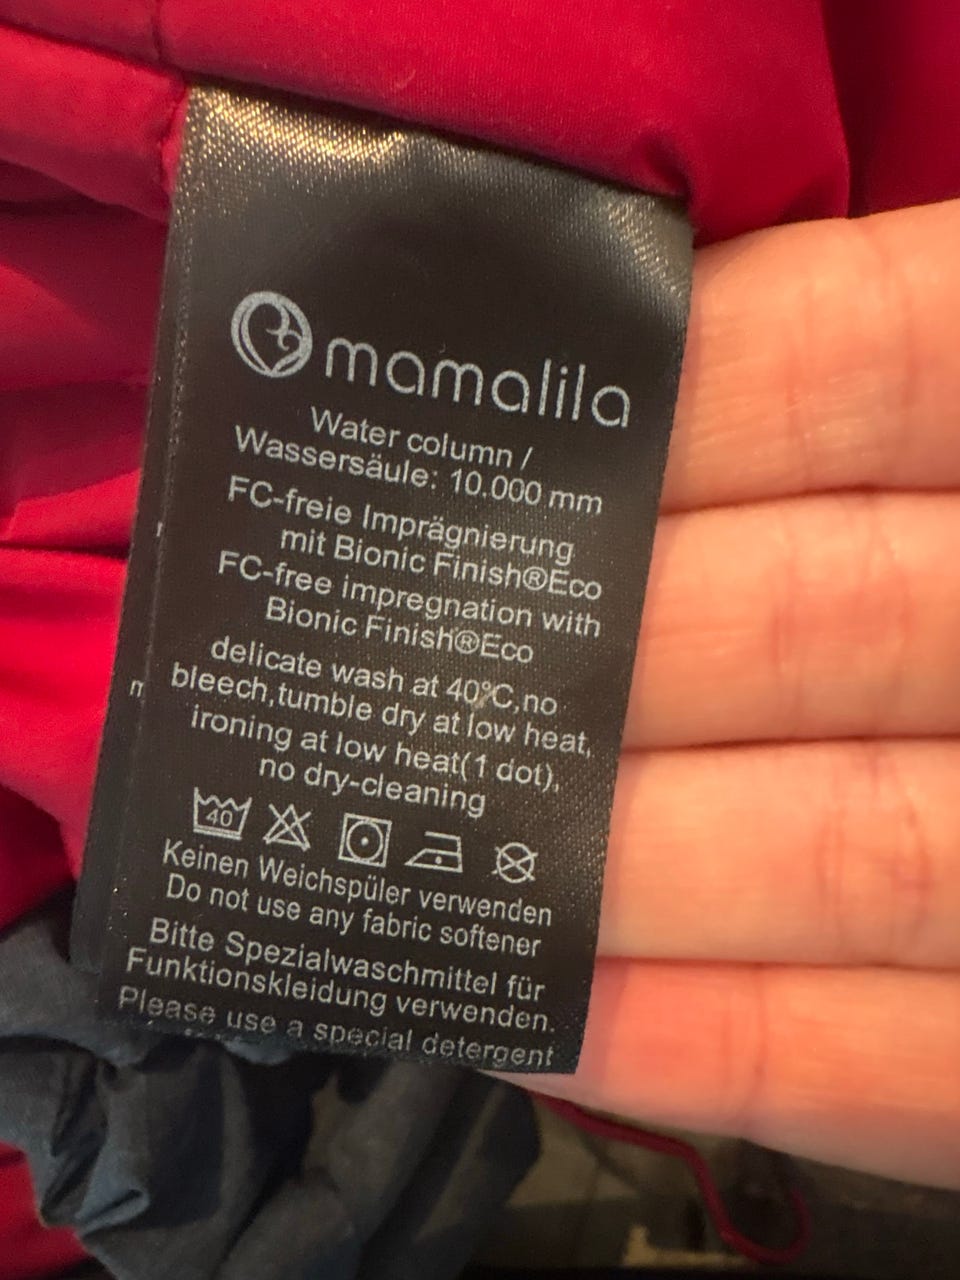 mamalila
Water column /
Wassersäule: 10.000 mm
FC-freie Imprägnierung
mit Bionic Finish®Eco
FC-free impregnation with
Bionic Finish®Eco
delicate wash at 40°C,no
bleech,tumble dry at low heat,
ironing at low heat(1 dot),
no dry-cleaning
40
Keinen Weichspüler verwenden
Do not use any fabric softener
Bitte Spezialwaschmittel für
Funktionskleidung verwenden.
Please use a special detergent